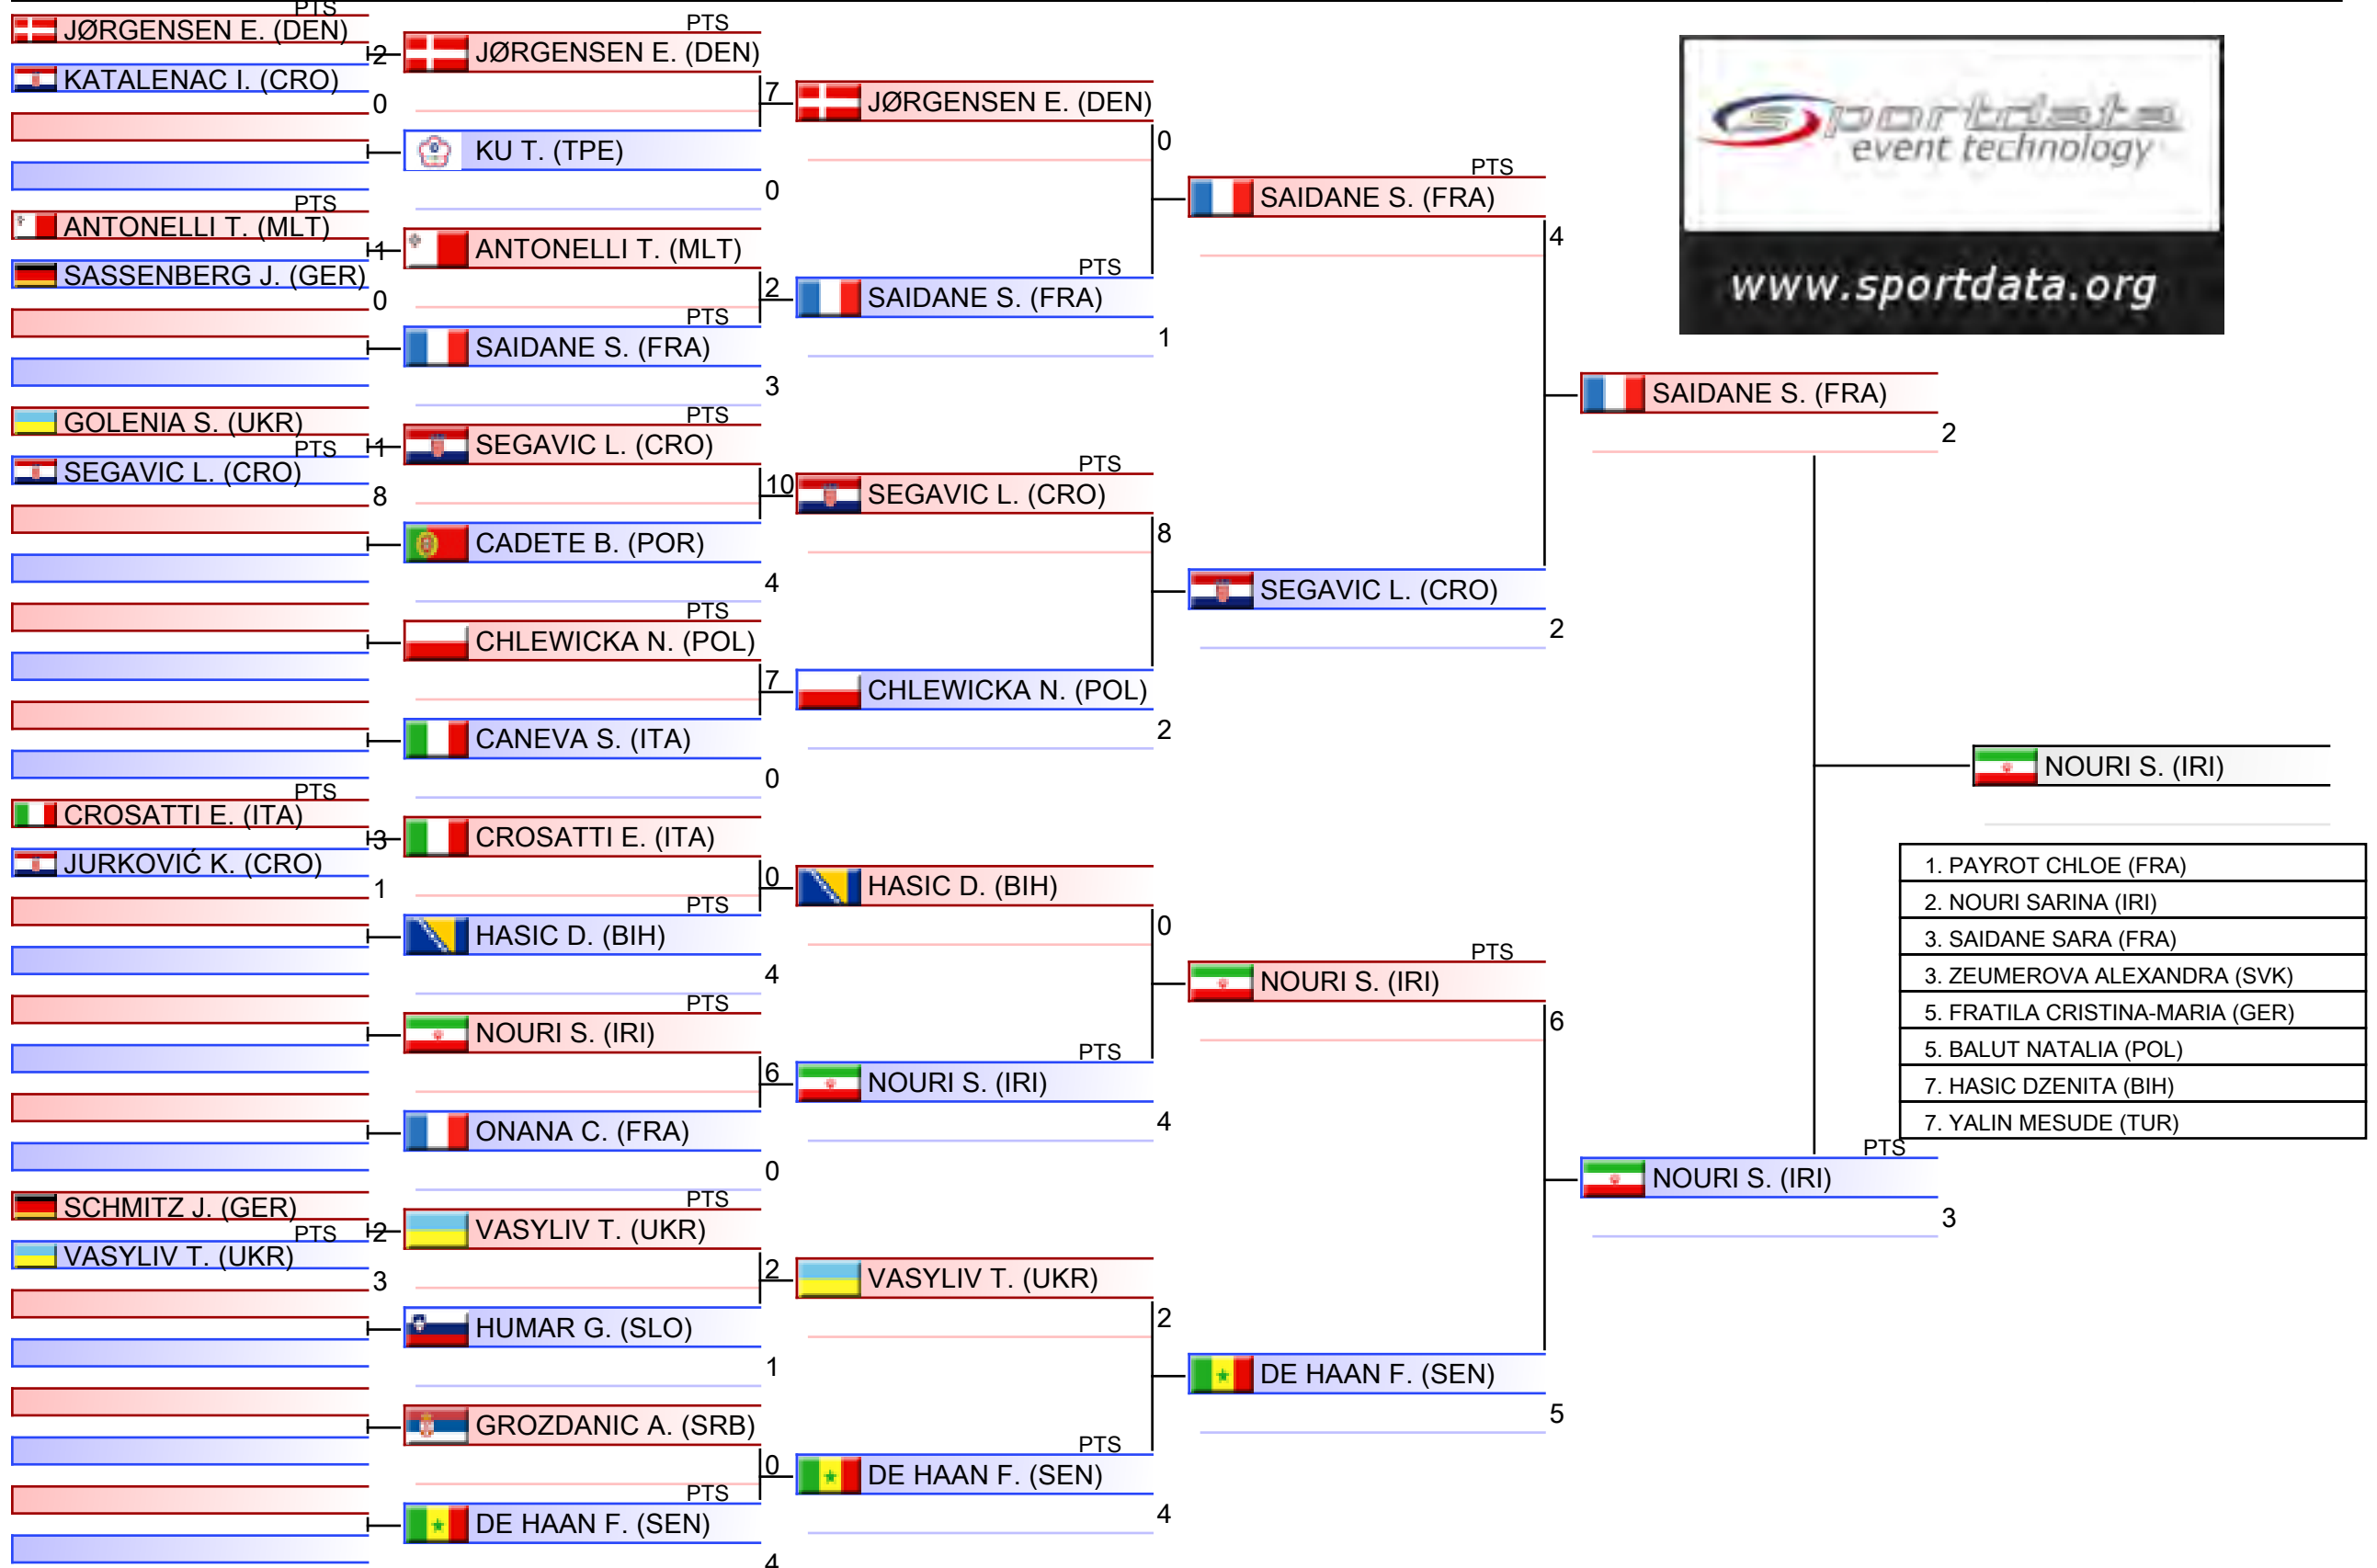 PTS
JØRGENSEN E. (DEN)
2
KATALENAC I. (CRO)
0
PTS
ANTONELLI T. (MLT)
1
SASSENBERG J. (GER)
0
GOLENIA S. (UKR)
1
PTS
SEGAVIC L. (CRO)
8
PTS
CROSATTI E. (ITA)
3
JURKOVIĆ K. (CRO)
1
SCHMITZ J. (GER)
2
PTS
VASYLIV T. (UKR)
3
PTS
JØRGENSEN E. (DEN)
7
KU T. (TPE)
0
ANTONELLI T. (MLT)
2
PTS
SAIDANE S. (FRA)
3
PTS
SEGAVIC L. (CRO)
10
CADETE B. (POR)
4
PTS
CHLEWICKA N. (POL)
7
CANEVA S. (ITA)
0
CROSATTI E. (ITA)
0
PTS
HASIC D. (BIH)
4
PTS
NOURI S. (IRI)
6
ONANA C. (FRA)
0
PTS
VASYLIV T. (UKR)
2
HUMAR G. (SLO)
1
GROZDANIC A. (SRB)
0
PTS
DE HAAN F. (SEN)
4
JØRGENSEN E. (DEN)
0
PTS
SAIDANE S. (FRA)
1
PTS
SEGAVIC L. (CRO)
8
CHLEWICKA N. (POL)
2
HASIC D. (BIH)
0
PTS
NOURI S. (IRI)
4
VASYLIV T. (UKR)
2
PTS
DE HAAN F. (SEN)
4
PTS
SAIDANE S. (FRA)
4
SEGAVIC L. (CRO)
2
PTS
NOURI S. (IRI)
6
DE HAAN F. (SEN)
5
SAIDANE S. (FRA)
2
PTS
NOURI S. (IRI)
3
NOURI S. (IRI)
sportdata
event technology
www.sportdata.org
1. PAYROT CHLOE (FRA)
2. NOURI SARINA (IRI)
3. SAIDANE SARA (FRA)
3. ZEUMEROVA ALEXANDRA (SVK)
5. FRATILA CRISTINA-MARIA (GER)
5. BALUT NATALIA (POL)
7. HASIC DZENITA (BIH)
7. YALIN MESUDE (TUR)